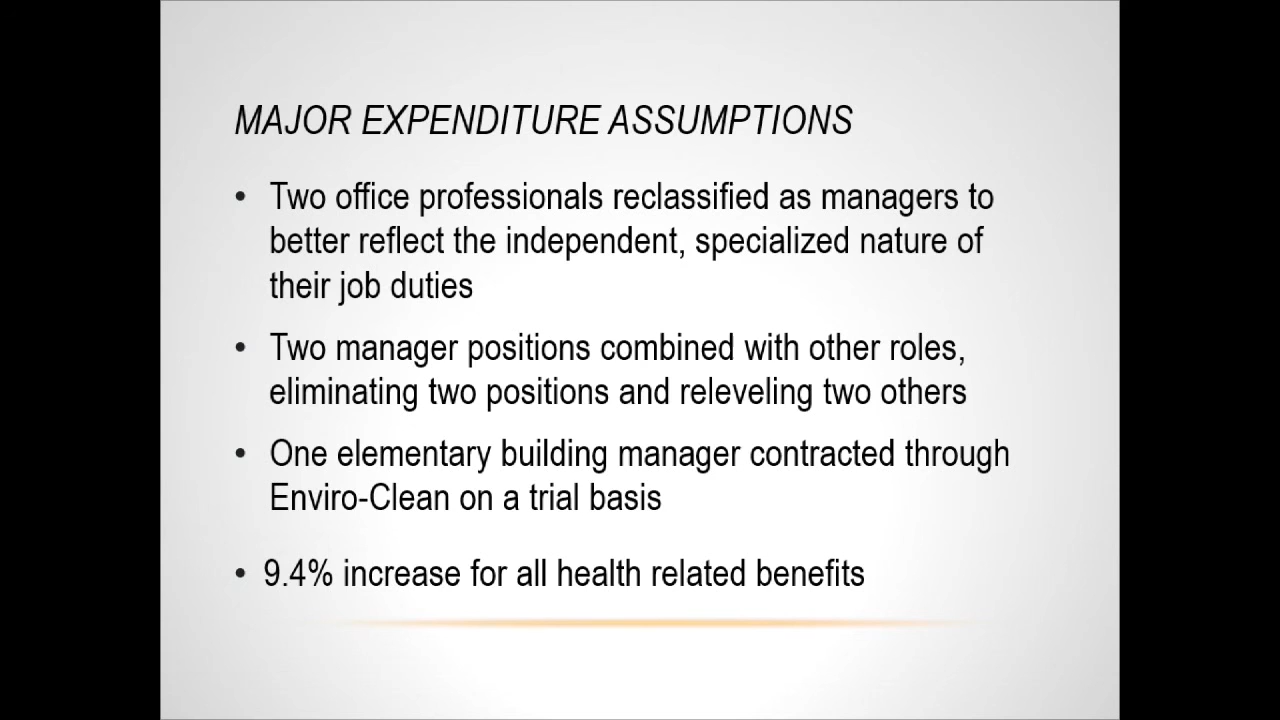 MAJOR EXPENDITURE ASSUMPTIONS
• Two office professionals reclassified as managers to
better reflect the independent, specialized nature of
their job duties
• Two manager positions combined with other roles,
eliminating two positions and releveling two others
• One elementary building manager contracted through
Enviro-Clean on a trial basis
• 9.4% increase for all health related benefits